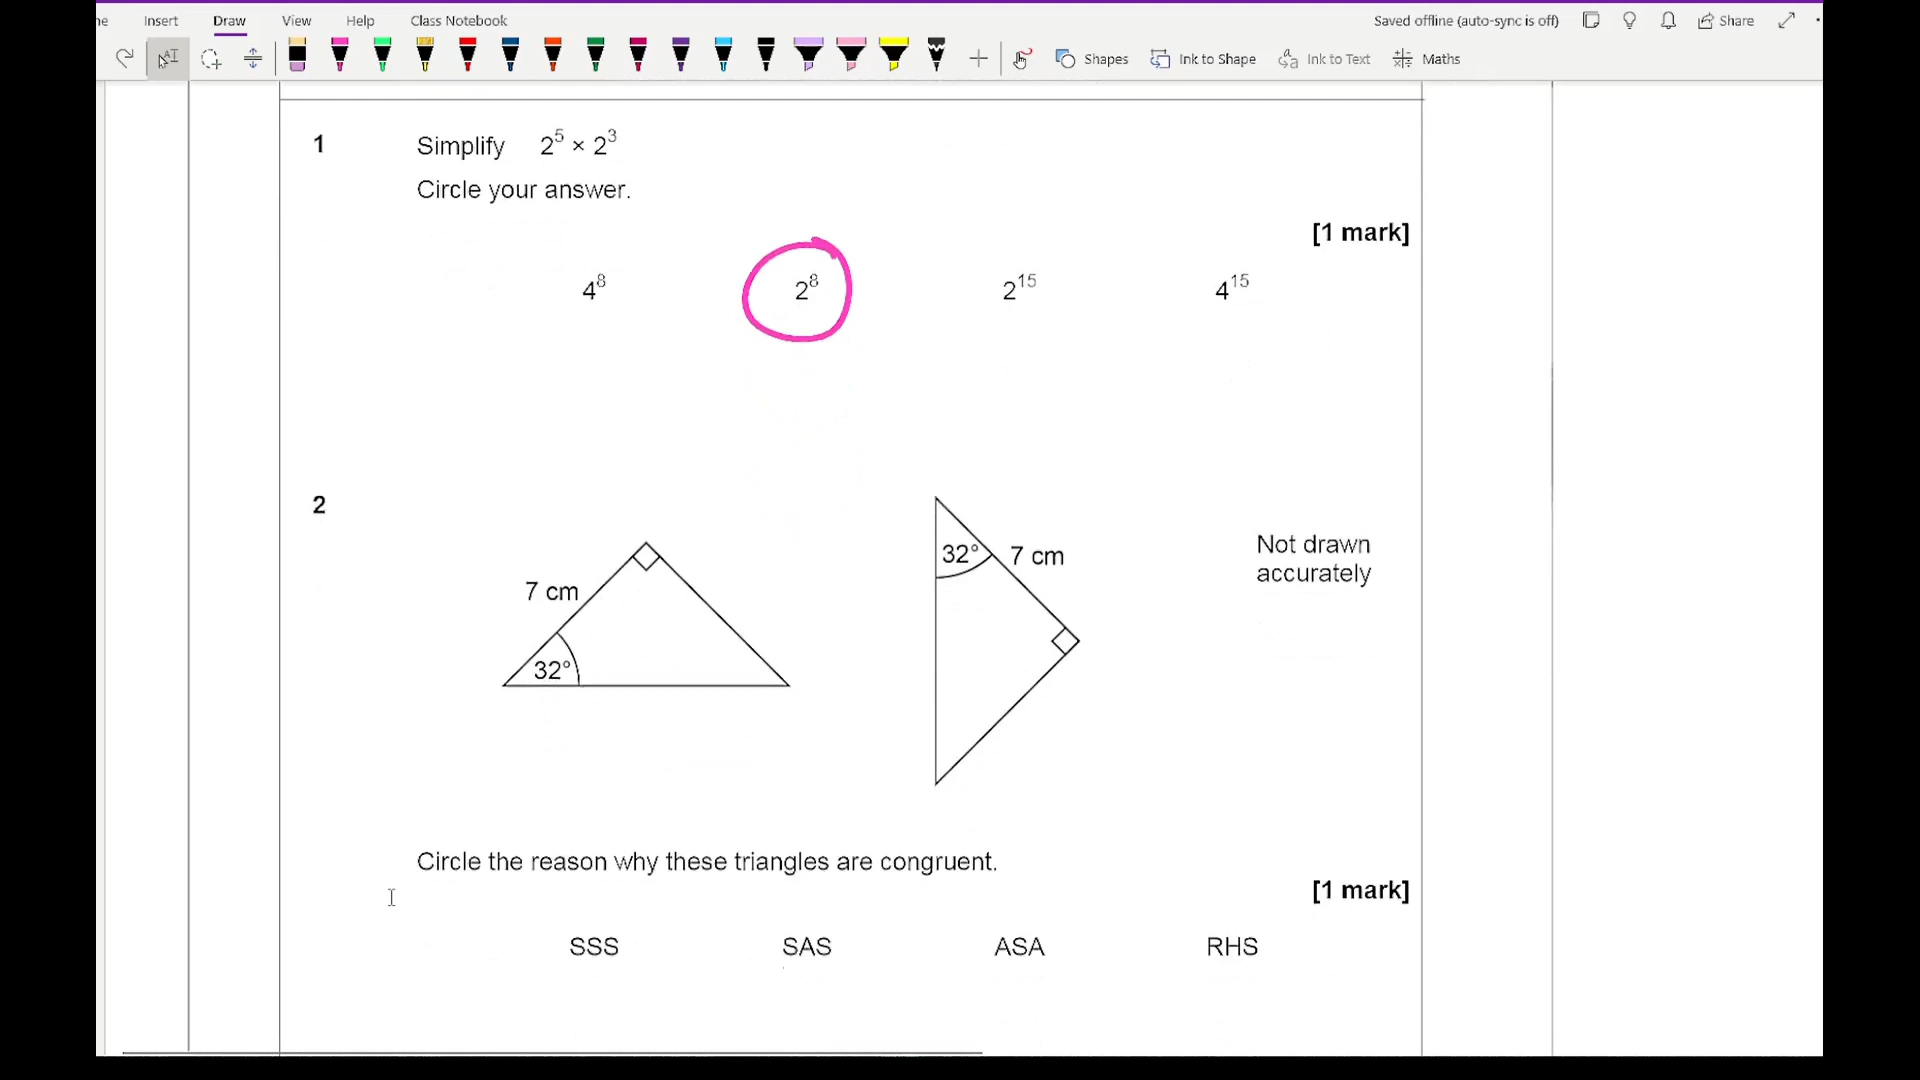 ne Insert Draw View Help Class Notebook Saved offline (auto-sync is off) Share
Shapes Ink to Shape Ink to Text Maths
1 Simplify 2⁵ × 2³
Circle your answer.
[1 mark]
4⁸ 2⁸ 2¹⁵ 4¹⁵
2
Not drawn
accurately
32° 7 cm
7 cm
32°
Circle the reason why these triangles are congruent.
[1 mark]
SSS SAS ASA RHS